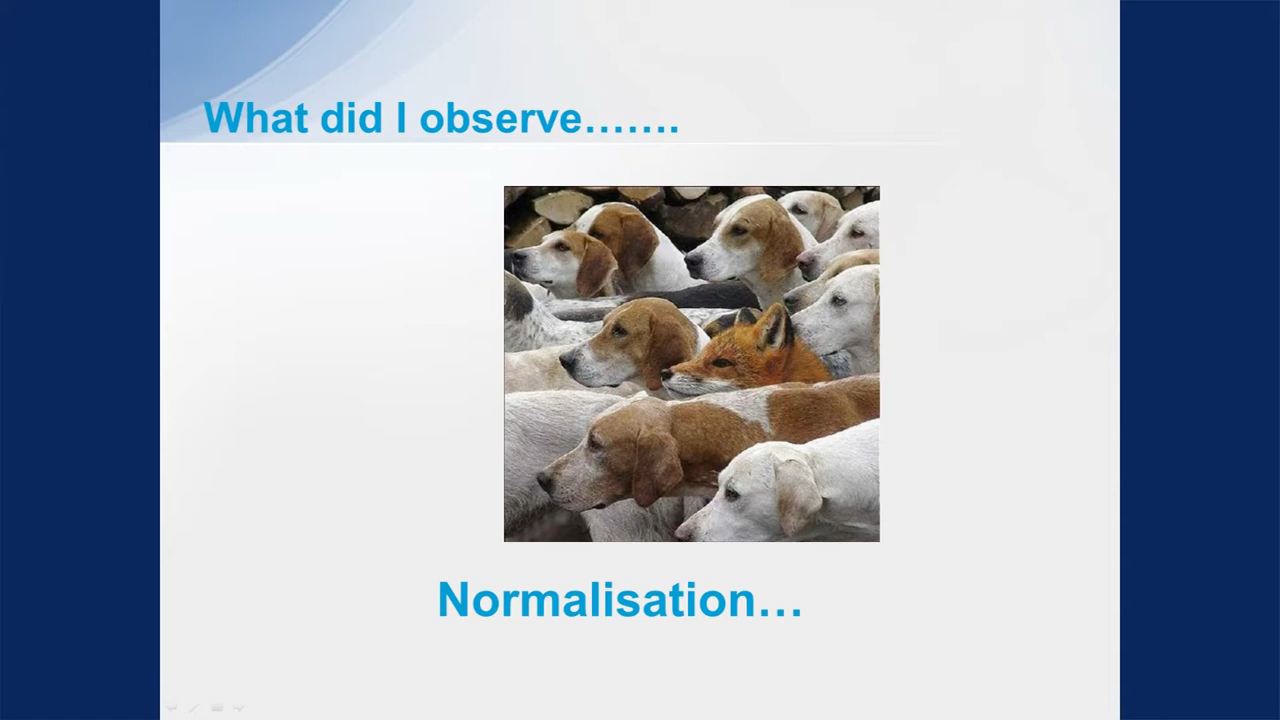 What did I observe…….
Normalisation…